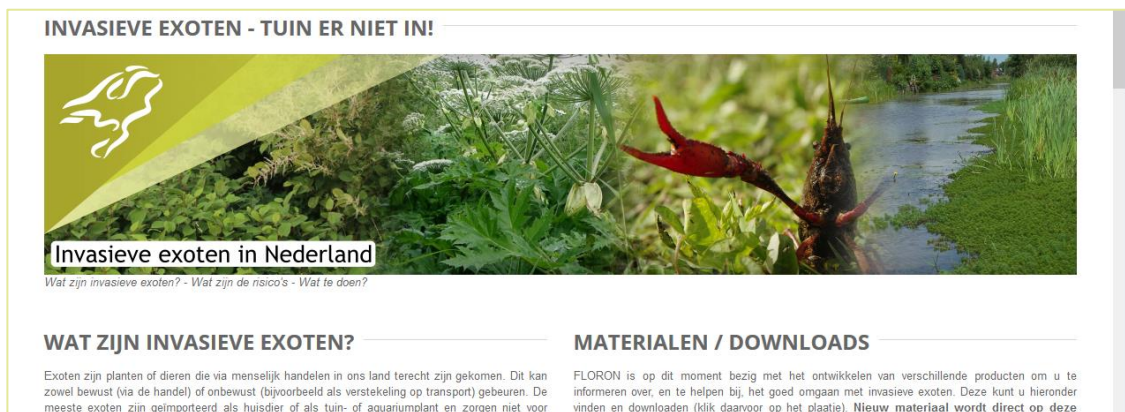 INVASIEVE EXOTEN - TUIN ER NIET IN!
Invasieve exoten in Nederland
Wat zijn invasieve exoten? - Wat zijn de risico's - Wat te doen?
WAT ZIJN INVASIEVE EXOTEN?
Exoten zijn planten of dieren die via menselijk handelen in ons land terecht zijn gekomen. Dit kan
zowel bewust (via de handel) of onbewust (bijvoorbeeld als verstekeling op transport) gebeuren. De
meeste exoten zijn geïmporteerd als huisdier of als tuin- of aquariumplant en zorgen niet voor
MATERIALEN / DOWNLOADS
FLORON is op dit moment bezig met het ontwikkelen van verschillende producten om u te
informeren over, en te helpen bij, het goed omgaan met invasieve exoten. Deze kunt u hieronder
vinden en downloaden (klik daarvoor op het plaatje). Nieuw materiaal wordt direct op deze